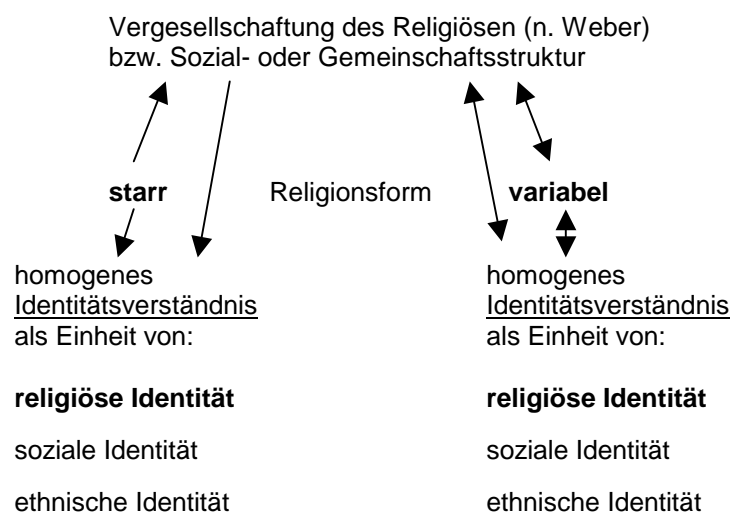 Vergesellschaftung des Religiösen (n. Weber)
bzw. Sozial- oder Gemeinschaftsstruktur
starr Religionsform variabel
homogenes
Identitätsverständnis
als Einheit von:
religiöse Identität
soziale Identität
ethnische Identität
homogenes
Identitätsverständnis
als Einheit von:
religiöse Identität
soziale Identität
ethnische Identität